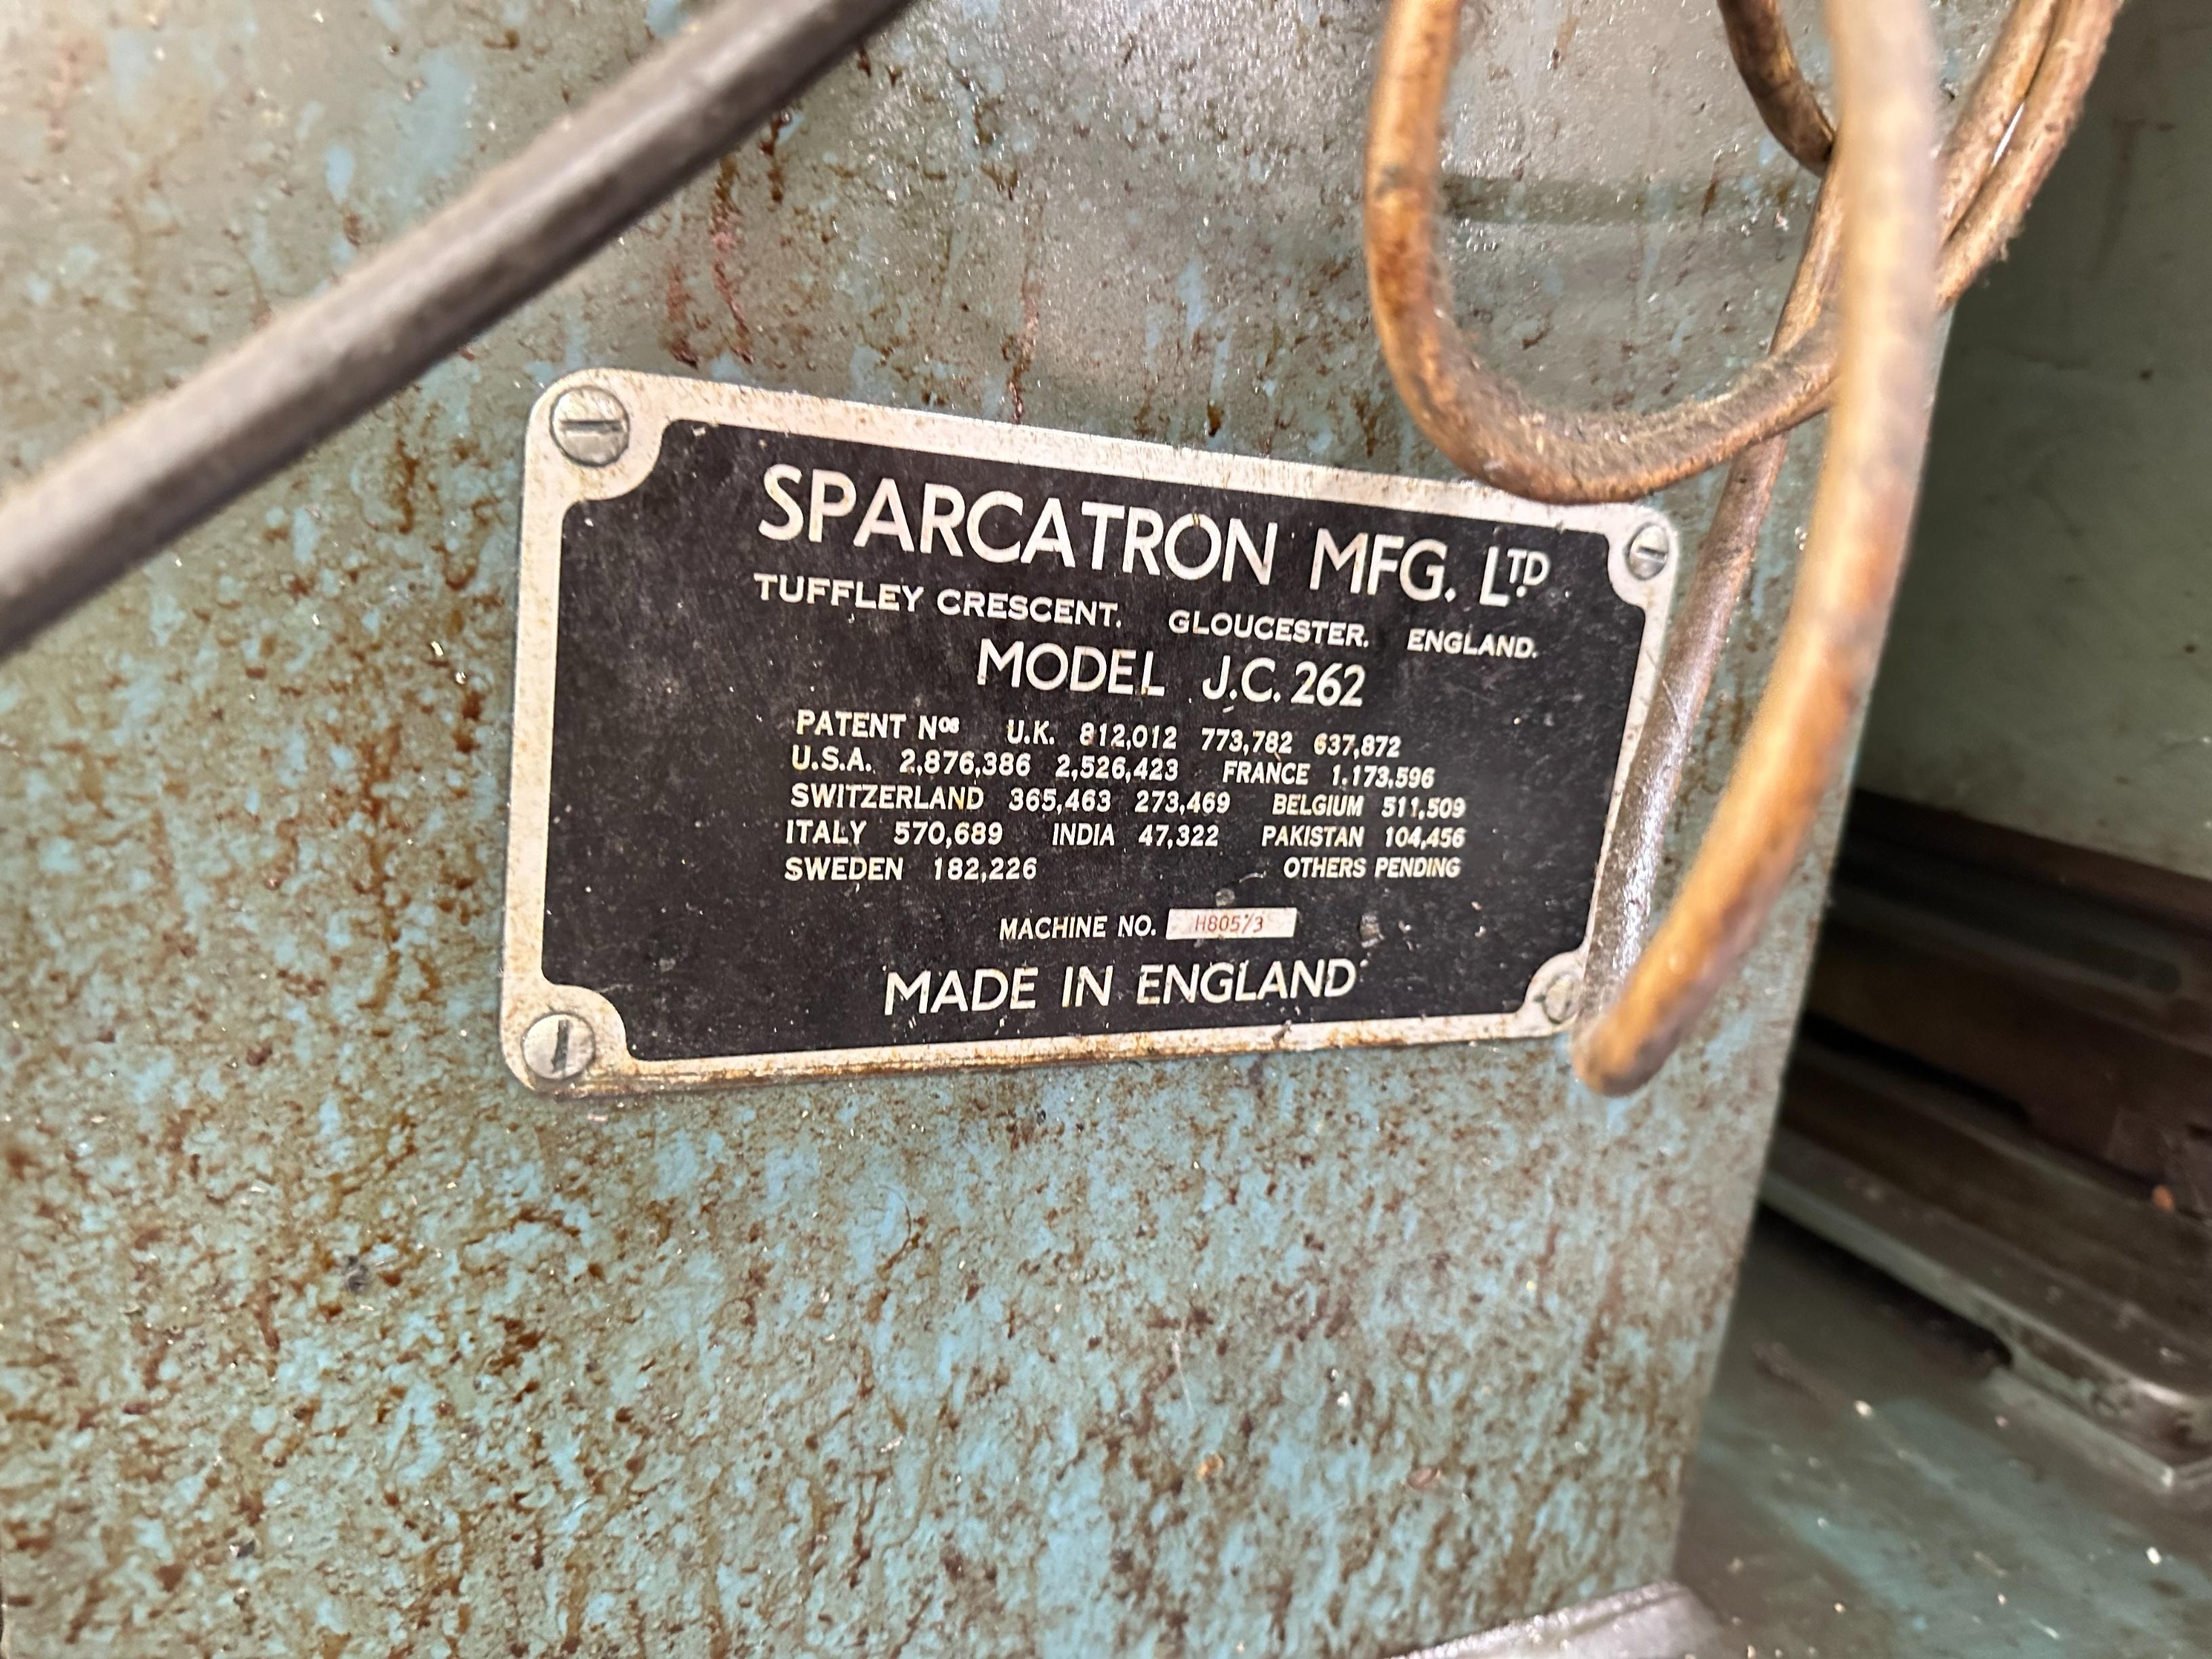 SPARCATRON MFG. LTD.
TUFFLEY CRESCENT. GLOUCESTER. ENGLAND.
MODEL J.C. 262
PATENT NOS U.K. 812,012 773,782 637,872
U.S.A. 2,876,386 2,526,423 FRANCE 1.173,596
SWITZERLAND 365,463 273,469 BELGIUM 511,509
ITALY 570,689 INDIA 47,322 PAKISTAN 104,456
SWEDEN 182,226 OTHERS PENDING
MACHINE NO. H805/3
MADE IN ENGLAND